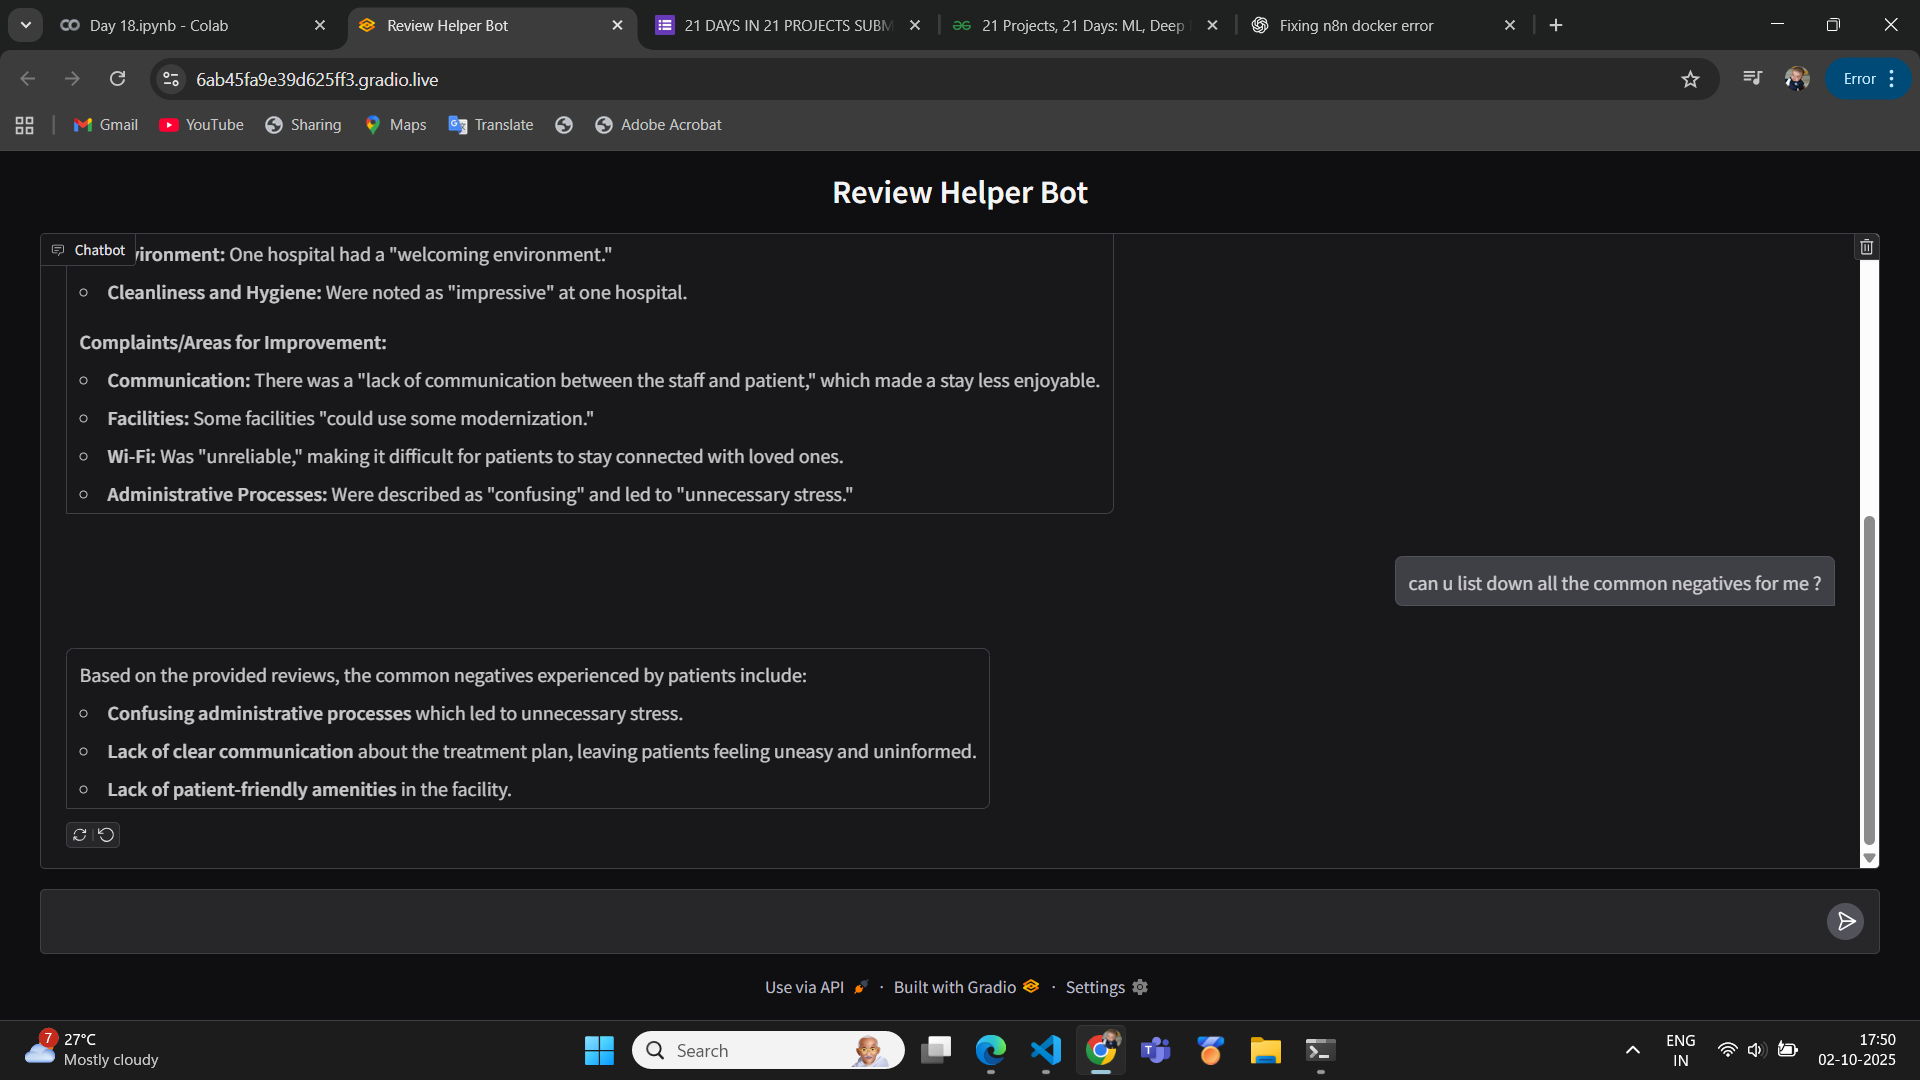 Day 18.ipynb - Colab
Review Helper Bot
21 DAYS IN 21 PROJECTS SUBM
21 Projects, 21 Days: ML, Deep
Fixing n8n docker error
6ab45fa9e39d625ff3.gradio.live
Error
Gmail
YouTube
Sharing
Maps
Translate
Adobe Acrobat
Review Helper Bot
Chatbot
vironment: One hospital had a "welcoming environment."
Cleanliness and Hygiene: Were noted as "impressive" at one hospital.
Complaints/Areas for Improvement:
Communication: There was a "lack of communication between the staff and patient," which made a stay less enjoyable.
Facilities: Some facilities "could use some modernization."
Wi-Fi: Was "unreliable," making it difficult for patients to stay connected with loved ones.
Administrative Processes: Were described as "confusing" and led to "unnecessary stress."
can u list down all the common negatives for me ?
Based on the provided reviews, the common negatives experienced by patients include:
Confusing administrative processes which led to unnecessary stress.
Lack of clear communication about the treatment plan, leaving patients feeling uneasy and uninformed.
Lack of patient-friendly amenities in the facility.
Use via API · Built with Gradio · Settings
7
27°C
Mostly cloudy
Search
ENG
IN
17:50
02-10-2025